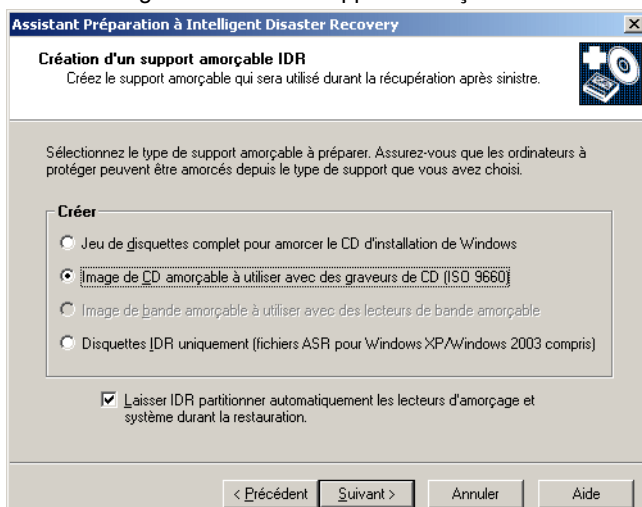 Assistant Préparation à Intelligent Disaster Recovery
Création d'un support amorçable IDR
Créez le support amorçable qui sera utilisé durant la récupération après sinistre.
Sélectionnez le type de support amorçable à préparer. Assurez-vous que les ordinateurs à
protéger peuvent être amorcés depuis le type de support que vous avez choisi.
Créer
Jeu de disquettes complet pour amorcer le CD d'installation de Windows
Image de CD amorçable à utiliser avec des graveurs de CD (ISO 9660)
Image de bande amorçable à utiliser avec des lecteurs de bande amorçable
Disquettes IDR uniquement (fichiers ASR pour Windows XP/Windows 2003 compris)
Laisser IDR partitionner automatiquement les lecteurs d'amorçage et
système durant la restauration.
< Précédent Suivant > Annuler Aide